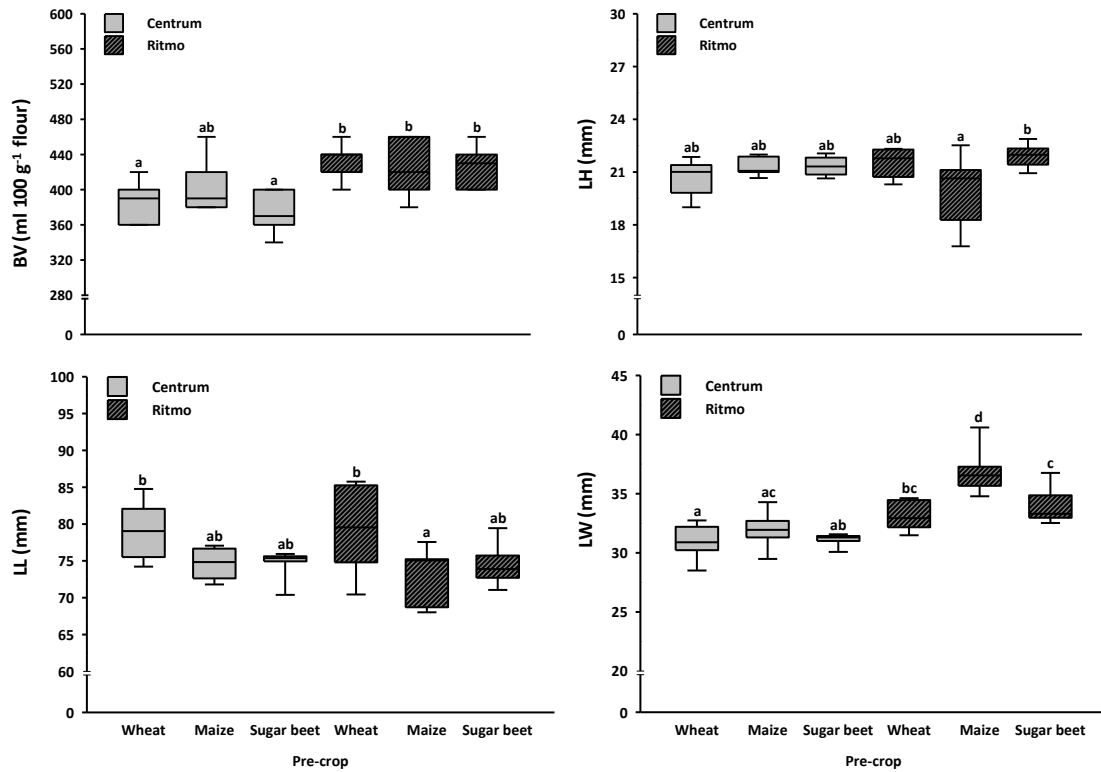 BV (ml 100 g⁻¹ flour)
600
560
520
480
440
400
360
320
280
0
Centrum
Ritmo
a
ab
a
b
b
b
LH (mm)
30
27
24
21
18
15
0
Centrum
Ritmo
ab
ab
ab
ab
a
b
LL (mm)
100
95
90
85
80
75
70
65
60
0
Centrum
Ritmo
b
ab
ab
b
a
ab
Wheat Maize Sugar beet Wheat Maize Sugar beet
Pre-crop
LW (mm)
45
40
35
30
25
20
0
Centrum
Ritmo
a
ac
ab
bc
d
c
Wheat Maize Sugar beet Wheat Maize Sugar beet
Pre-crop